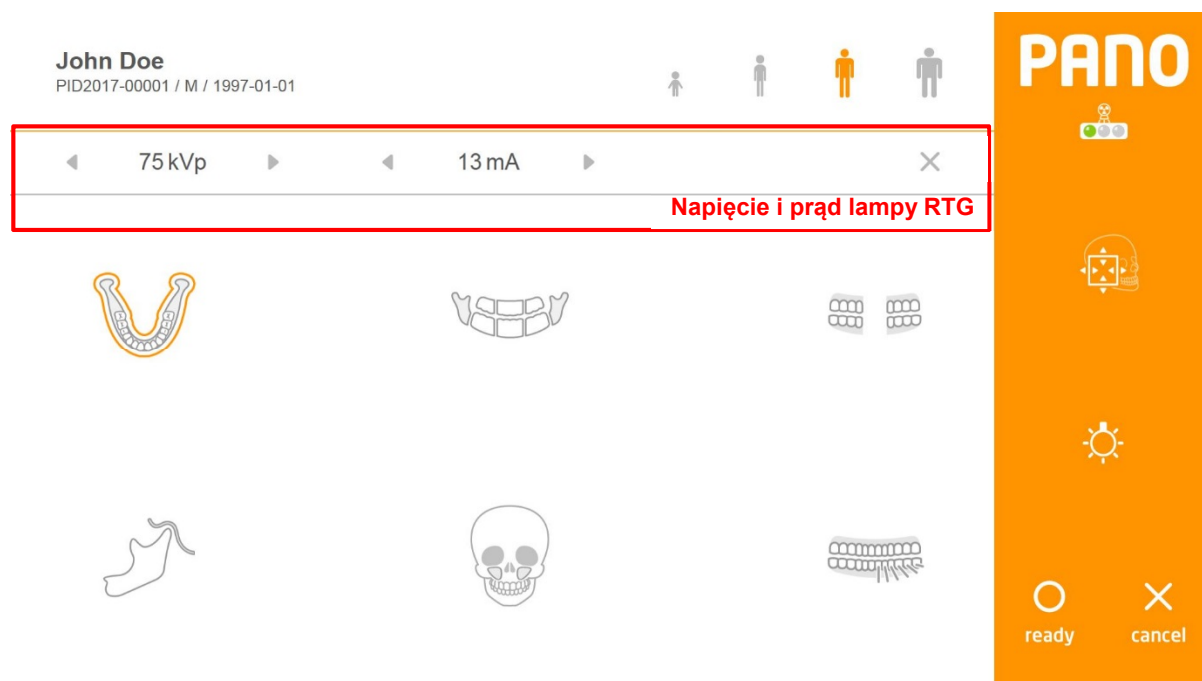 John Doe
PID2017-00001 / M / 1997-01-01
PANO
75 kVp
13 mA
Napięcie i prąd lampy RTG
ready
cancel